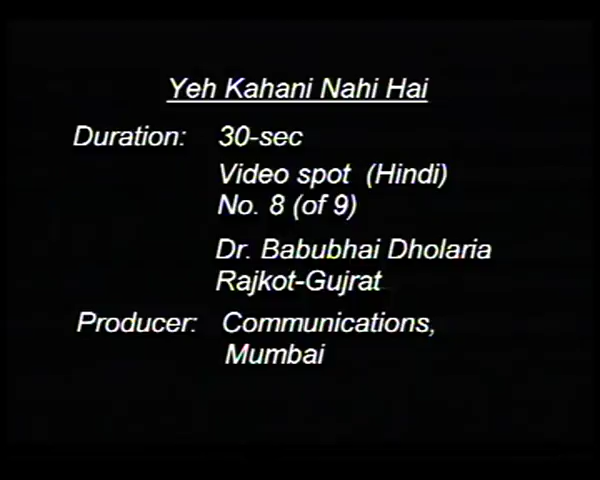 Yeh Kahani Nahi Hai
Duration: 30-sec
Video spot (Hindi)
No. 8 (of 9)
Dr. Babubhai Dholaria
Rajkot-Gujrat
Producer: Communications,
Mumbai